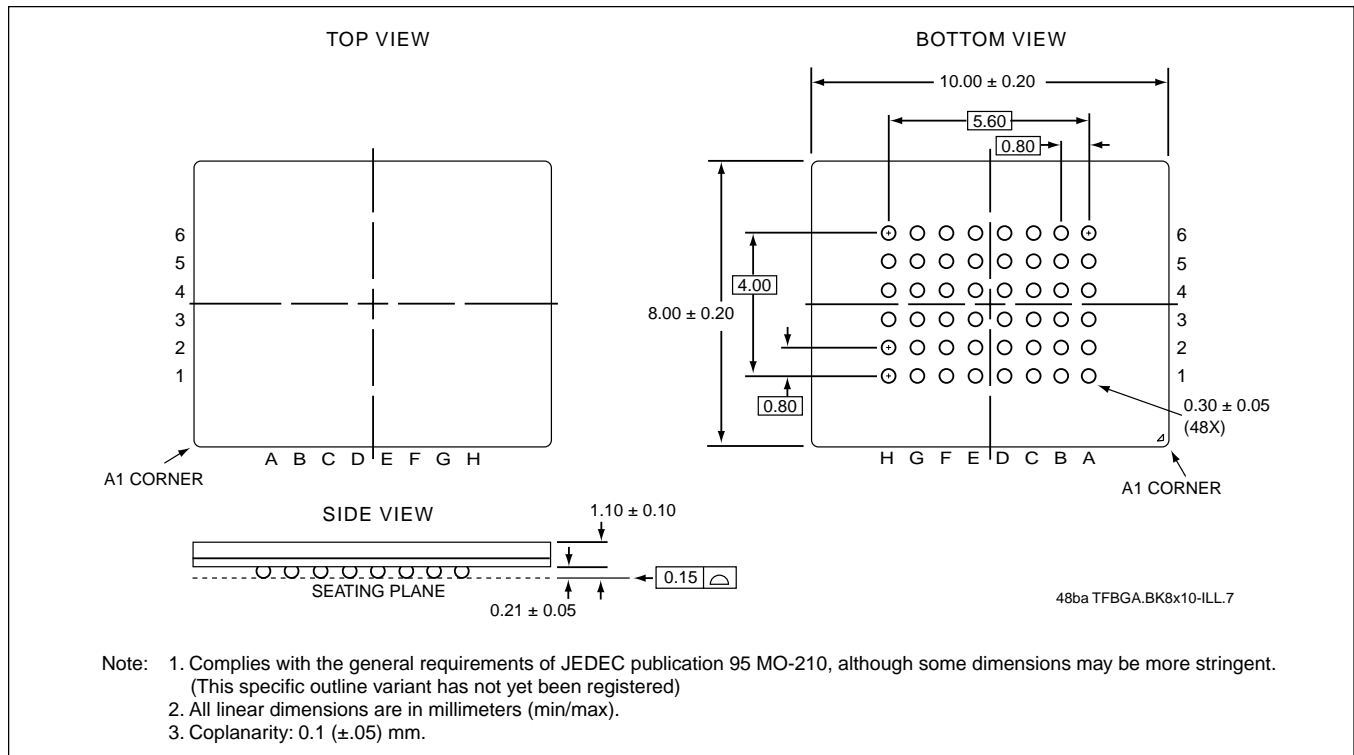 TOP VIEW
BOTTOM VIEW
10.00 ± 0.20
5.60
0.80
6
5
4
3
2
1
8.00 ± 0.20
4.00
0.80
6
5
4
3
2
1
0.30 ± 0.05
(48X)
A B C D E F G H
A1 CORNER
H G F E D C B A
A1 CORNER
SIDE VIEW
1.10 ± 0.10
SEATING PLANE
0.15
0.21 ± 0.05
48ba TFBGA.BK8x10-ILL.7
Note: 1. Complies with the general requirements of JEDEC publication 95 MO-210, although some dimensions may be more stringent.
(This specific outline variant has not yet been registered)
2. All linear dimensions are in millimeters (min/max).
3. Coplanarity: 0.1 (±.05) mm.